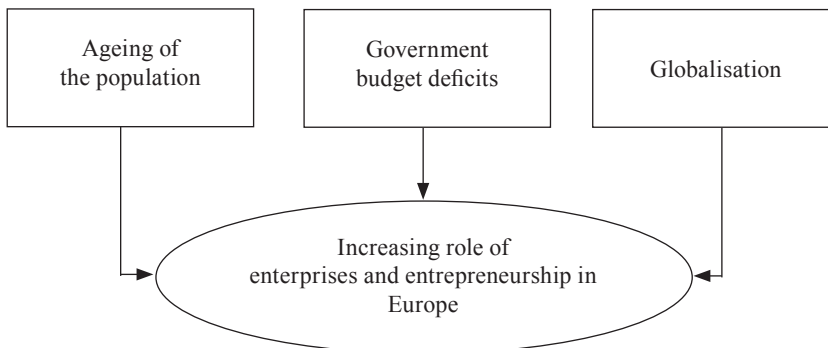 Ageing of
the population
Government
budget deficits
Globalisation
Increasing role of
enterprises and entrepreneurship in
Europe